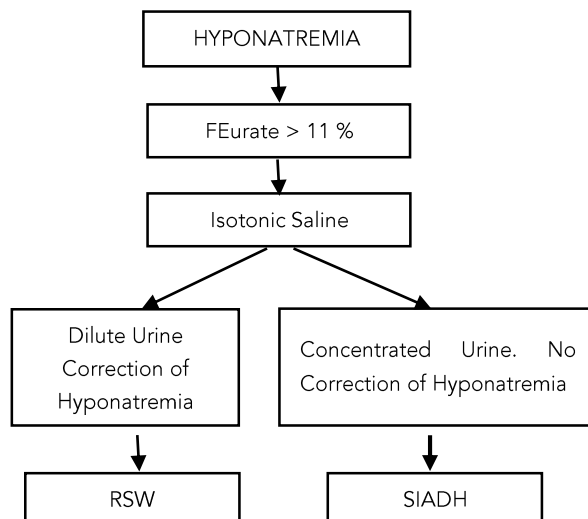 HYPONATREMIA
FEurate > 11 %
Isotonic Saline
Dilute Urine
Correction of
Hyponatremia
Concentrated Urine. No
Correction of Hyponatremia
RSW
SIADH